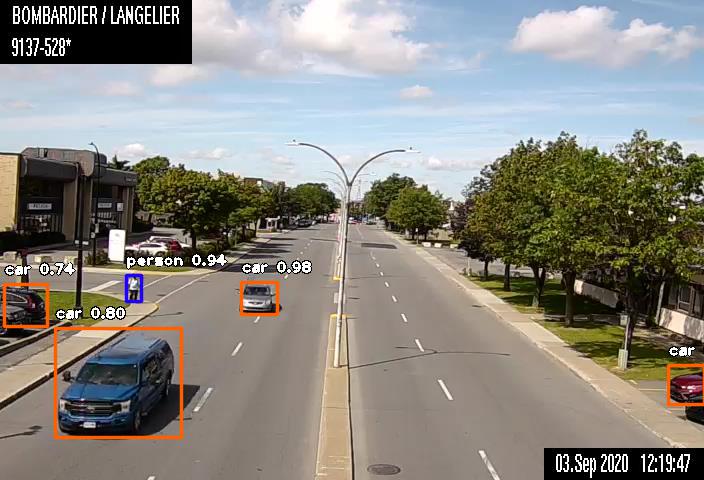 BOMBARDIER / LANGELIER
9137-528*
person 0.94
car 0.74
car 0.98
car 0.80
car
03.Sep 2020 12:19:47